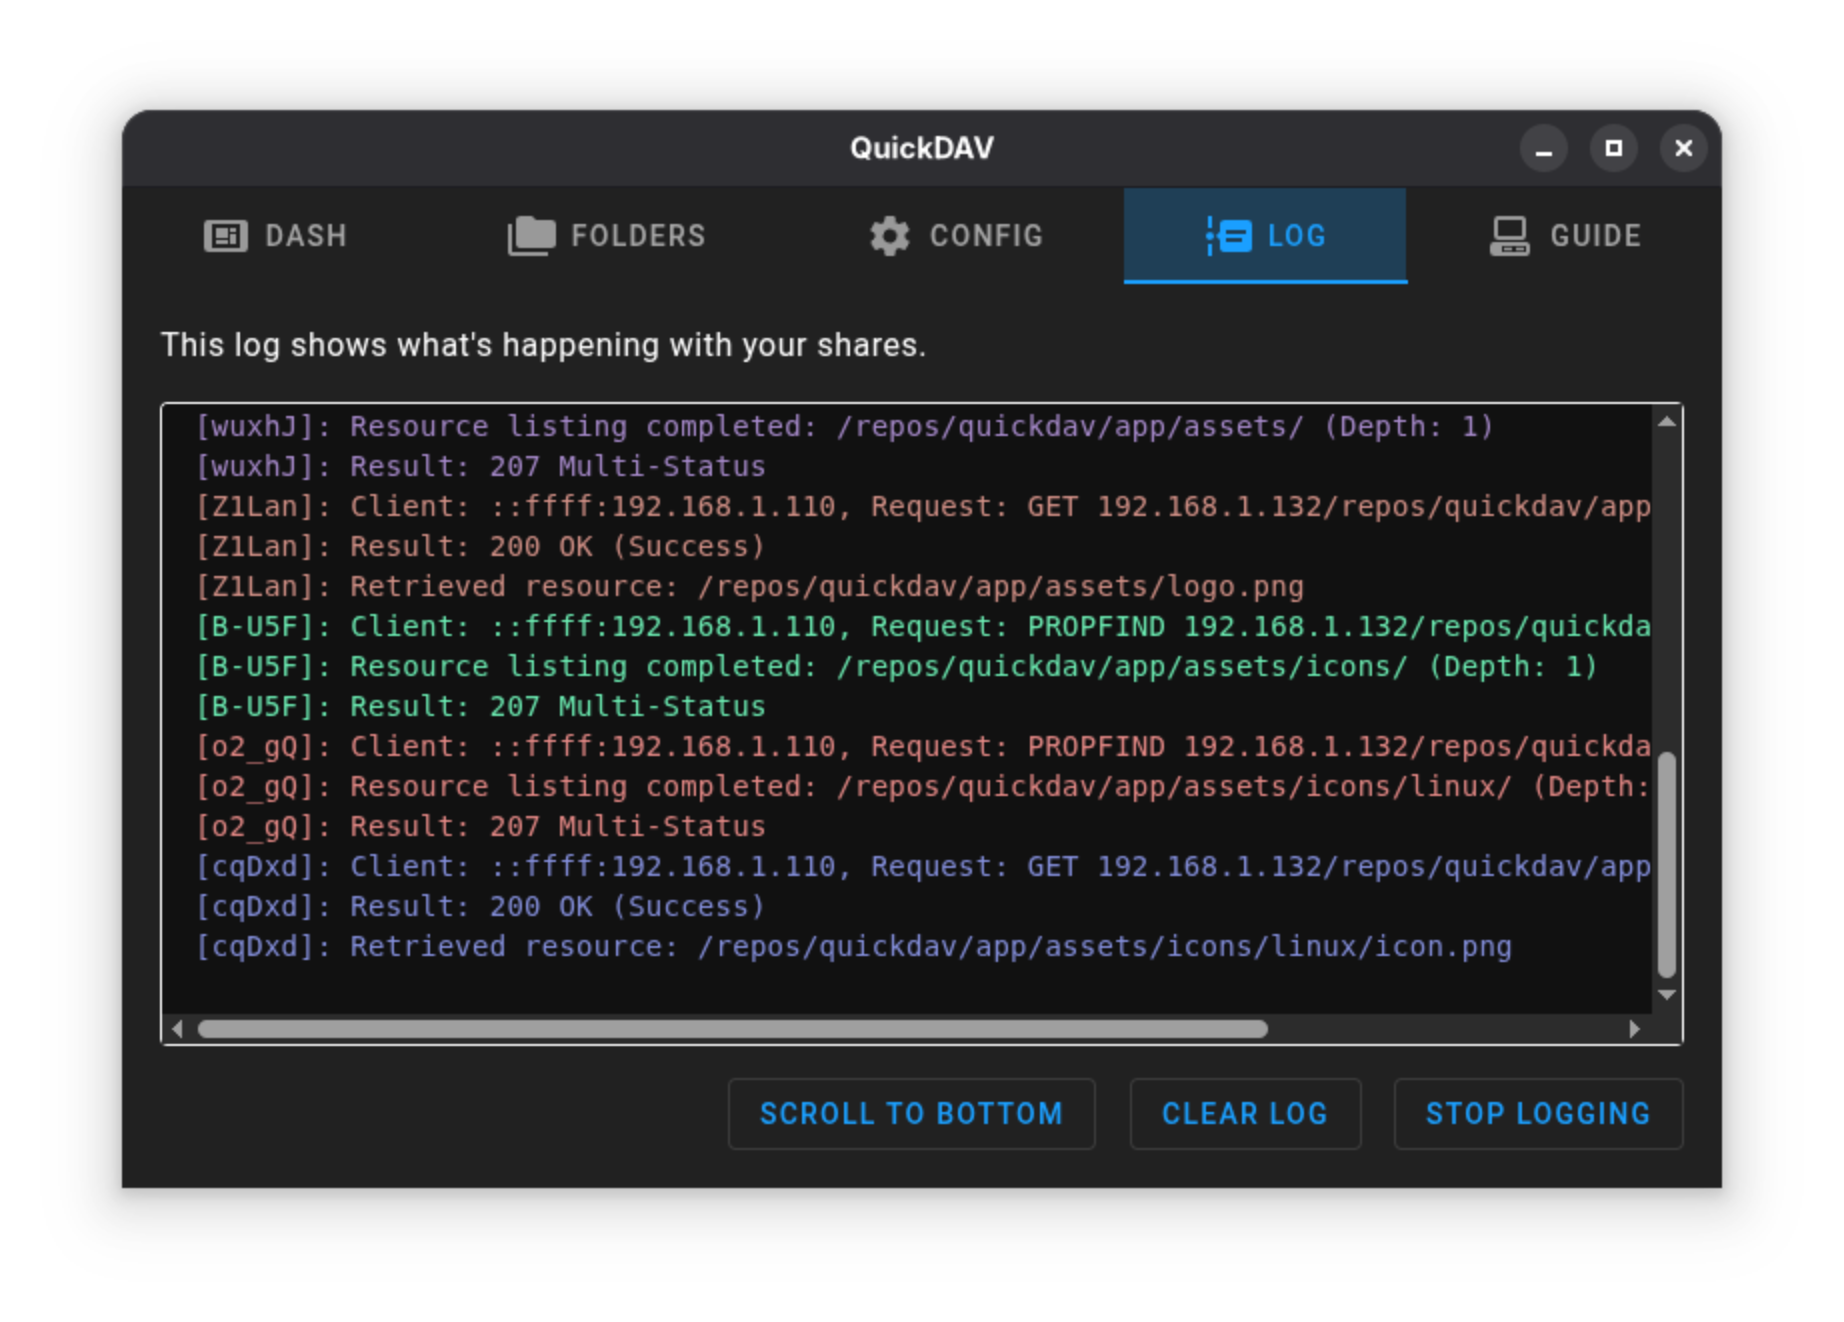 QuickDAV
DASH FOLDERS CONFIG LOG GUIDE
This log shows what's happening with your shares.
[wuxhJ]: Resource listing completed: /repos/quickdav/app/assets/ (Depth: 1)
[wuxhJ]: Result: 207 Multi-Status
[Z1Lan]: Client: ::ffff:192.168.1.110, Request: GET 192.168.1.132/repos/quickdav/app
[Z1Lan]: Result: 200 OK (Success)
[Z1Lan]: Retrieved resource: /repos/quickdav/app/assets/logo.png
[B-U5F]: Client: ::ffff:192.168.1.110, Request: PROPFIND 192.168.1.132/repos/quickda
[B-U5F]: Resource listing completed: /repos/quickdav/app/assets/icons/ (Depth: 1)
[B-U5F]: Result: 207 Multi-Status
[o2_gQ]: Client: ::ffff:192.168.1.110, Request: PROPFIND 192.168.1.132/repos/quickda
[o2_gQ]: Resource listing completed: /repos/quickdav/app/assets/icons/linux/ (Depth:
[o2_gQ]: Result: 207 Multi-Status
[cqDxd]: Client: ::ffff:192.168.1.110, Request: GET 192.168.1.132/repos/quickdav/app
[cqDxd]: Result: 200 OK (Success)
[cqDxd]: Retrieved resource: /repos/quickdav/app/assets/icons/linux/icon.png
SCROLL TO BOTTOM CLEAR LOG STOP LOGGING